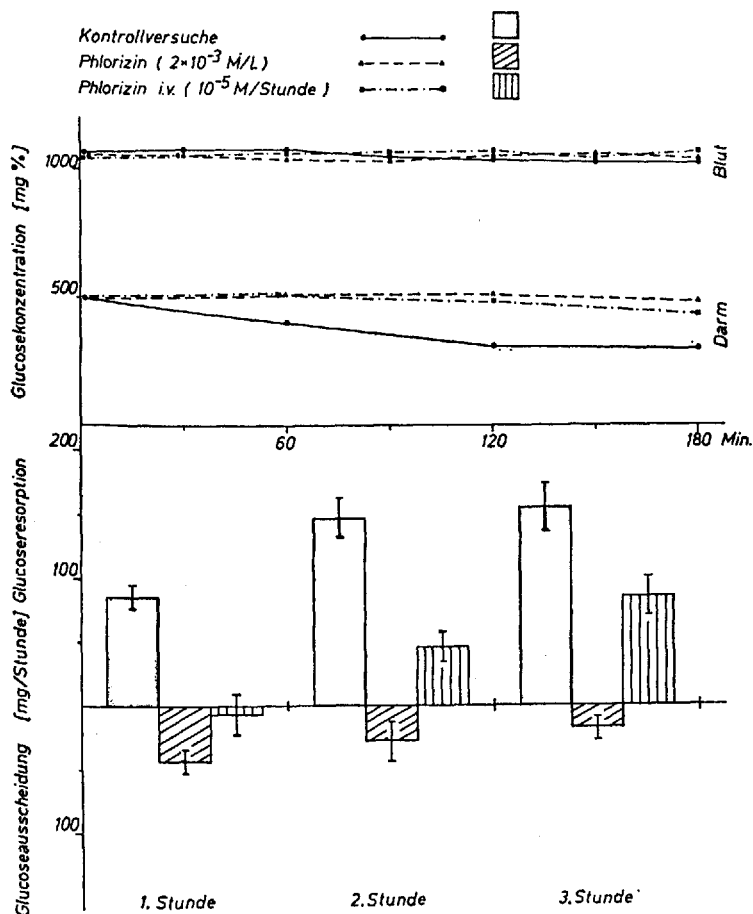 Kontrollversuche
Phlorizin ( 2×10⁻³ M/L )
Phlorizin i.v. ( 10⁻⁵ M/Stunde )
Glucosekonzentration [mg %]
1000
500
Blut
Darm
60
120
180 Min.
Glucoseausscheidung [mg/Stunde] Glucoseresorption
200
100
100
1. Stunde
2. Stunde
3. Stunde